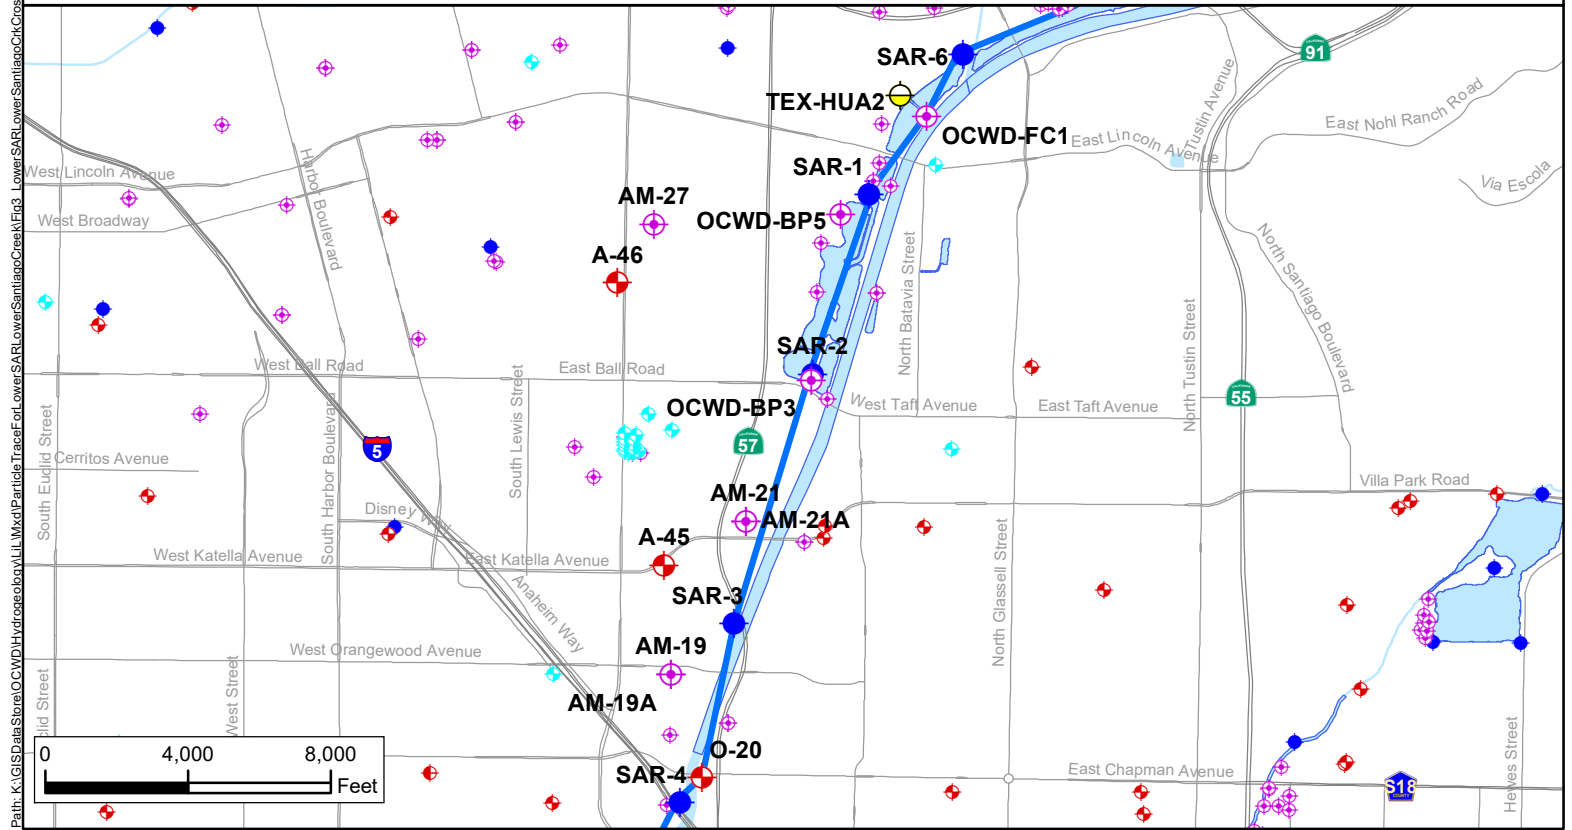 Path: K:\GISDataStore\OCWD\Hydrogeology\LiLWxd\ParticleTraceForLowerSARLowerSantiagoCreek\Fig3_LowerSARLowerSantiagoCrkCros
SAR-6
91
TEX-HUA2
OCWD-FC1
East Lincoln Avenue
Tustin Avenue
East Nohl Ranch Road
Via Escola
West Lincoln Avenue
Harbor Boulevard
SAR-1
AM-27
OCWD-BP5
West Broadway
A-46
North Batavia Street
North Santiago Boulevard
North Tustin Street
SAR-2
West Ball Road
East Ball Road
OCWD-BP3
West Taft Avenue
East Taft Avenue
55
57
5
South Euclid Street
South Harbor Boulevard
South Lewis Street
Cerritos Avenue
Villa Park Road
Disney Way
AM-21
AM-21A
A-45
West Katella Avenue
East Katella Avenue
Anaheim Way
SAR-3
North Glassell Street
West Orangewood Avenue
AM-19
AM-19A
clid Street
West Street
O-20
SAR-4
East Chapman Avenue
S18
Hewes Street
0 4,000 8,000
Feet